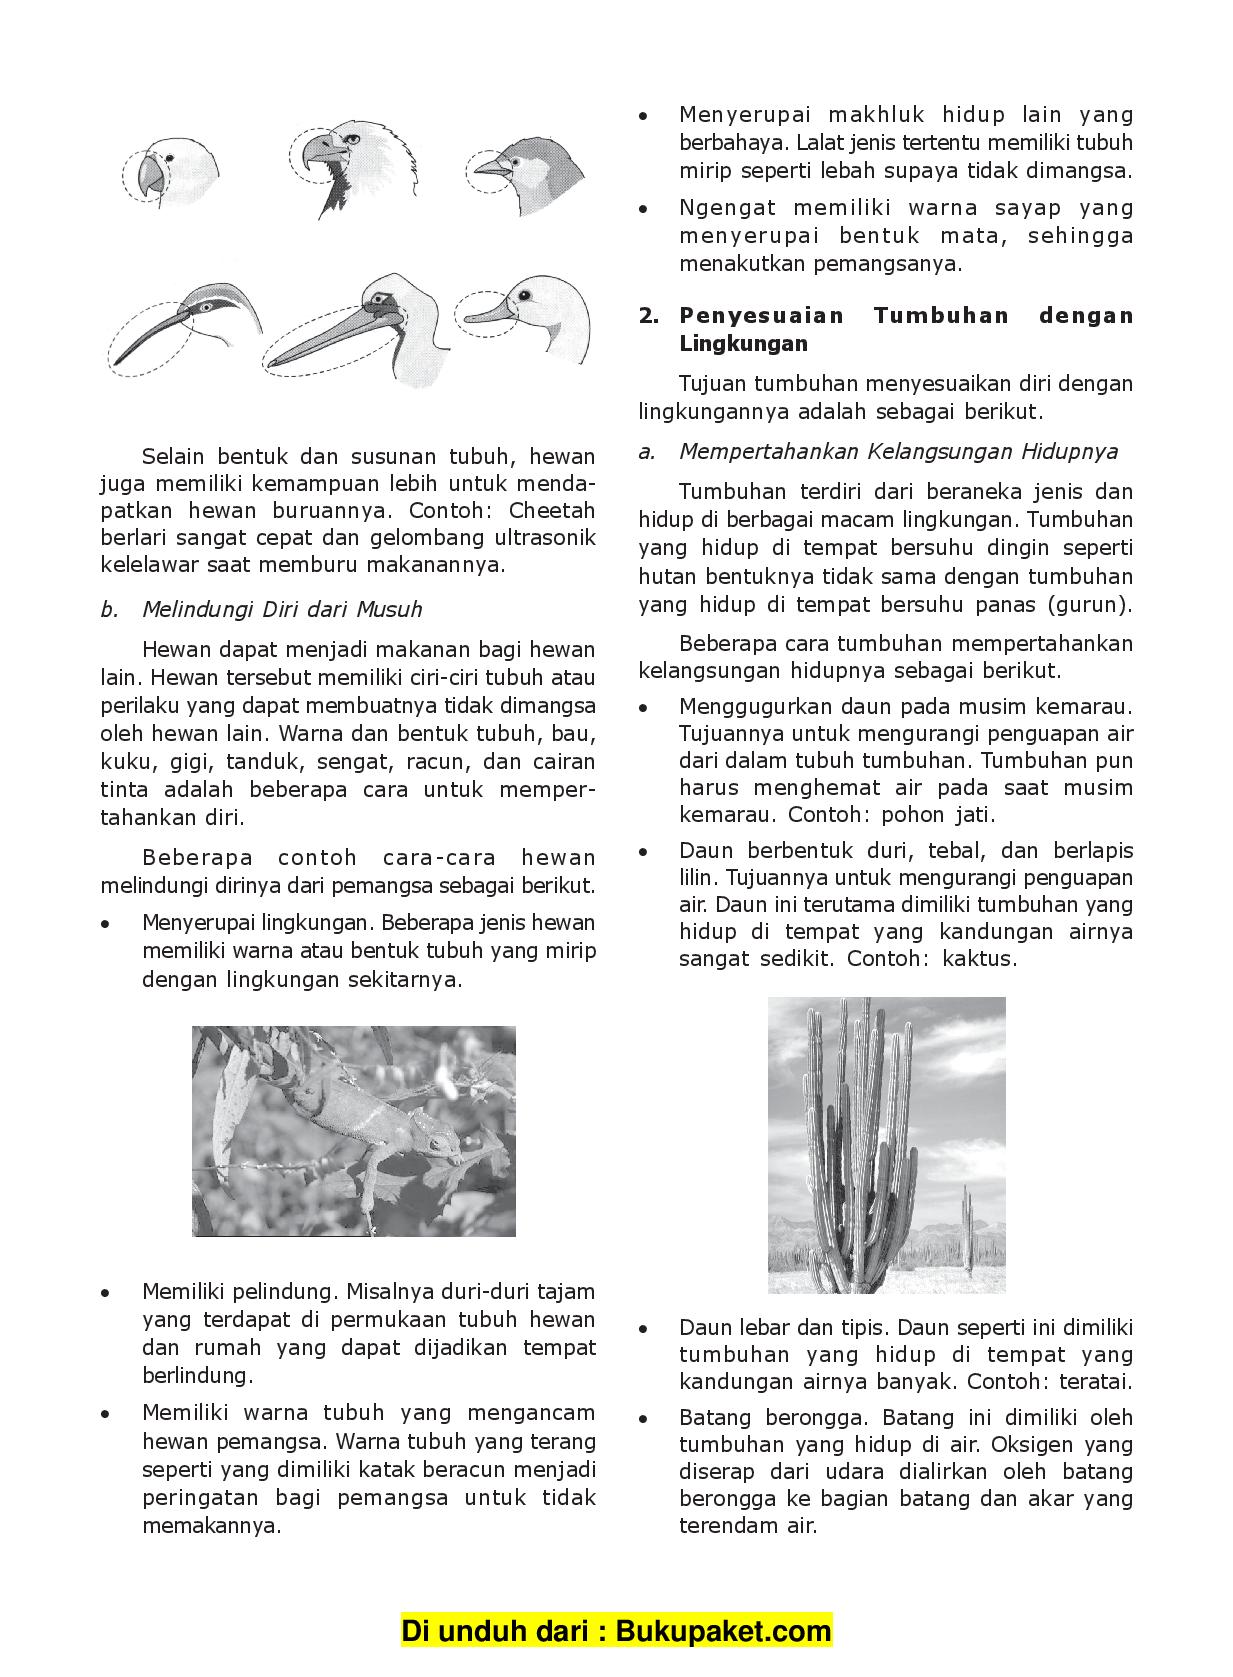 Selain bentuk dan susunan tubuh, hewan
juga memiliki kemampuan lebih untuk menda-
patkan hewan buruannya. Contoh: Cheetah
berlari sangat cepat dan gelombang ultrasonik
kelelawar saat memburu makanannya.
b. Melindungi Diri dari Musuh
Hewan dapat menjadi makanan bagi hewan
lain. Hewan tersebut memiliki ciri-ciri tubuh atau
perilaku yang dapat membuatnya tidak dimangsa
oleh hewan lain. Warna dan bentuk tubuh, bau,
kuku, gigi, tanduk, sengat, racun, dan cairan
tinta adalah beberapa cara untuk memper-
tahankan diri.
Beberapa contoh cara-cara hewan
melindungi dirinya dari pemangsa sebagai berikut.
• Menyerupai lingkungan. Beberapa jenis hewan
memiliki warna atau bentuk tubuh yang mirip
dengan lingkungan sekitarnya.
• Memiliki pelindung. Misalnya duri-duri tajam
yang terdapat di permukaan tubuh hewan
dan rumah yang dapat dijadikan tempat
berlindung.
• Memiliki warna tubuh yang mengancam
hewan pemangsa. Warna tubuh yang terang
seperti yang dimiliki katak beracun menjadi
peringatan bagi pemangsa untuk tidak
memakannya.
• Menyerupai makhluk hidup lain yang
berbahaya. Lalat jenis tertentu memiliki tubuh
mirip seperti lebah supaya tidak dimangsa.
• Ngengat memiliki warna sayap yang
menyerupai bentuk mata, sehingga
menakutkan pemangsanya.
2. Penyesuaian Tumbuhan dengan
Lingkungan
Tujuan tumbuhan menyesuaikan diri dengan
lingkungannya adalah sebagai berikut.
a. Mempertahankan Kelangsungan Hidupnya
Tumbuhan terdiri dari beraneka jenis dan
hidup di berbagai macam lingkungan. Tumbuhan
yang hidup di tempat bersuhu dingin seperti
hutan bentuknya tidak sama dengan tumbuhan
yang hidup di tempat bersuhu panas (gurun).
Beberapa cara tumbuhan mempertahankan
kelangsungan hidupnya sebagai berikut.
• Menggugurkan daun pada musim kemarau.
Tujuannya untuk mengurangi penguapan air
dari dalam tubuh tumbuhan. Tumbuhan pun
harus menghemat air pada saat musim
kemarau. Contoh: pohon jati.
• Daun berbentuk duri, tebal, dan berlapis
lilin. Tujuannya untuk mengurangi penguapan
air. Daun ini terutama dimiliki tumbuhan yang
hidup di tempat yang kandungan airnya
sangat sedikit. Contoh: kaktus.
• Daun lebar dan tipis. Daun seperti ini dimiliki
tumbuhan yang hidup di tempat yang
kandungan airnya banyak. Contoh: teratai.
• Batang berongga. Batang ini dimiliki oleh
tumbuhan yang hidup di air. Oksigen yang
diserap dari udara dialirkan oleh batang
berongga ke bagian batang dan akar yang
terendam air.
Di unduh dari : Bukupaket.com